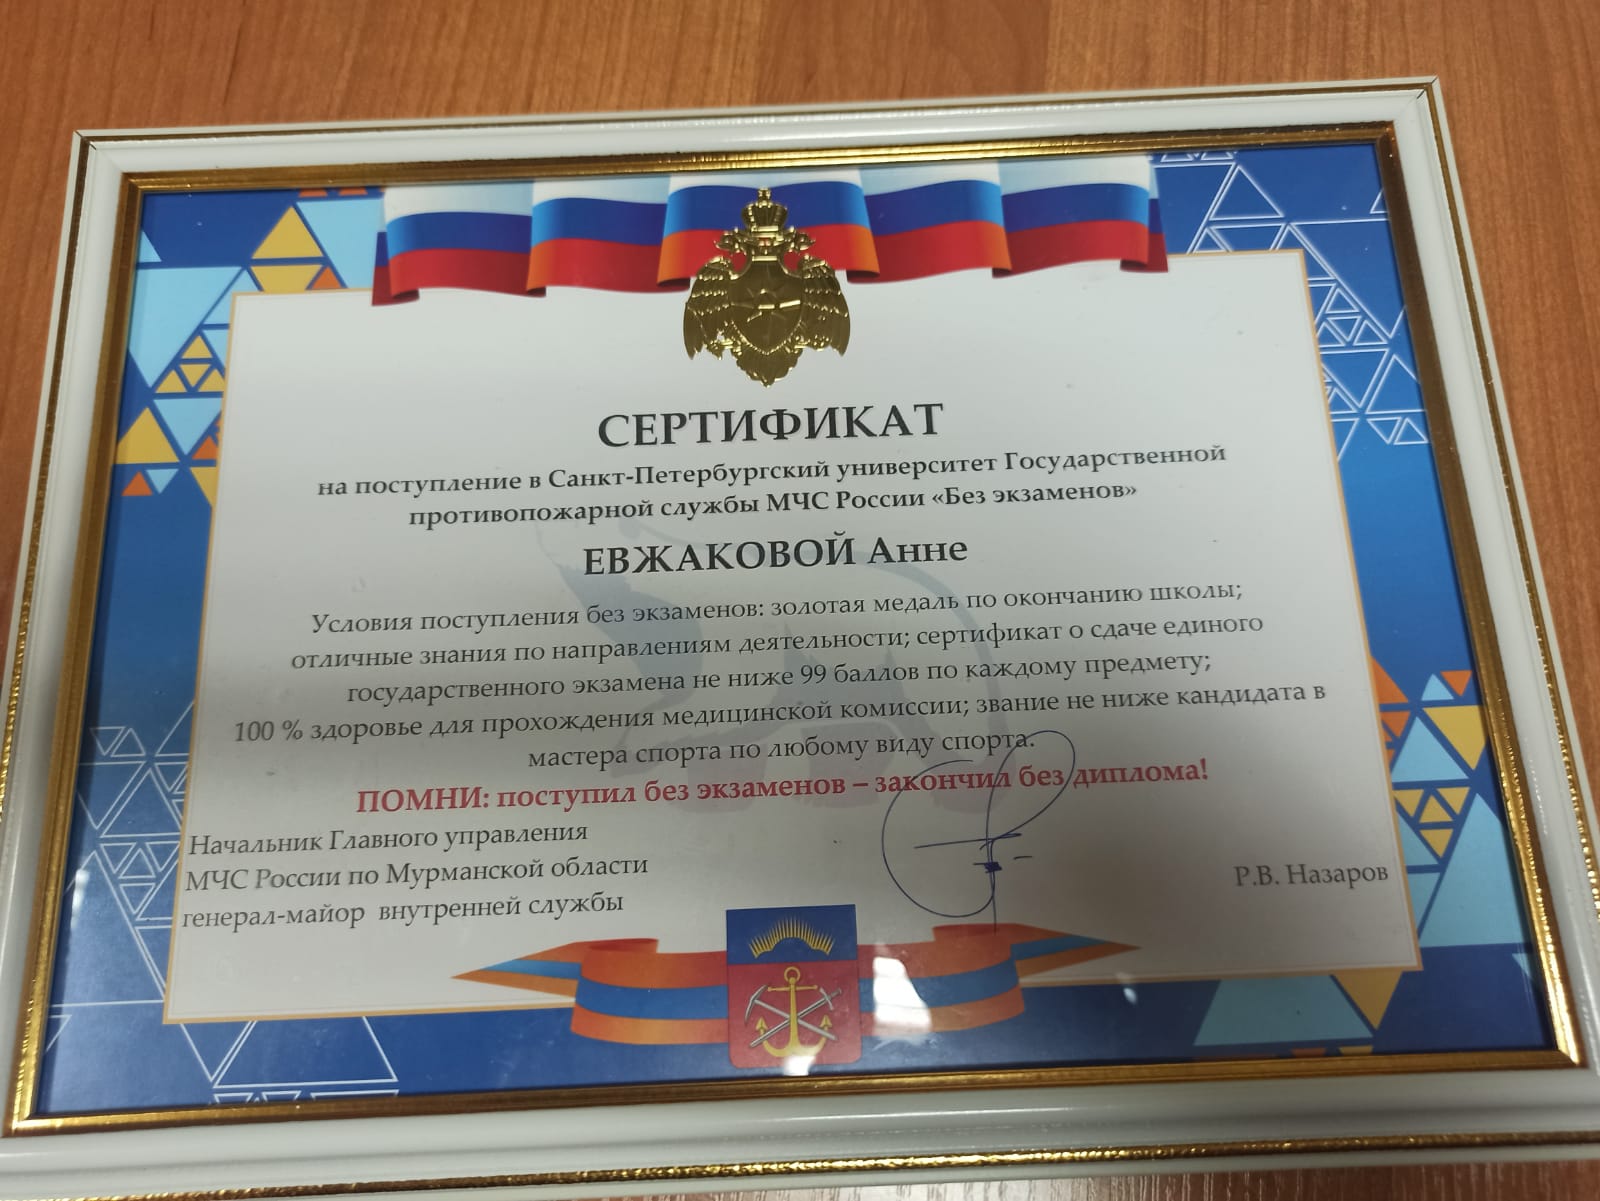 СЕРТИФИКАТ
на поступление в Санкт-Петербургский университет Государственной
противопожарной службы МЧС России «Без экзаменов»
ЕВЖАКОВОЙ Анне
Условия поступления без экзаменов: золотая медаль по окончанию школы;
отличные знания по направлениям деятельности; сертификат о сдаче единого
государственного экзамена не ниже 99 баллов по каждому предмету;
100 % здоровье для прохождения медицинской комиссии; звание не ниже кандидата в
мастера спорта по любому виду спорта.
ПОМНИ: поступил без экзаменов – закончил без диплома!
Начальник Главного управления
МЧС России по Мурманской области
генерал-майор внутренней службы
Р.В. Назаров